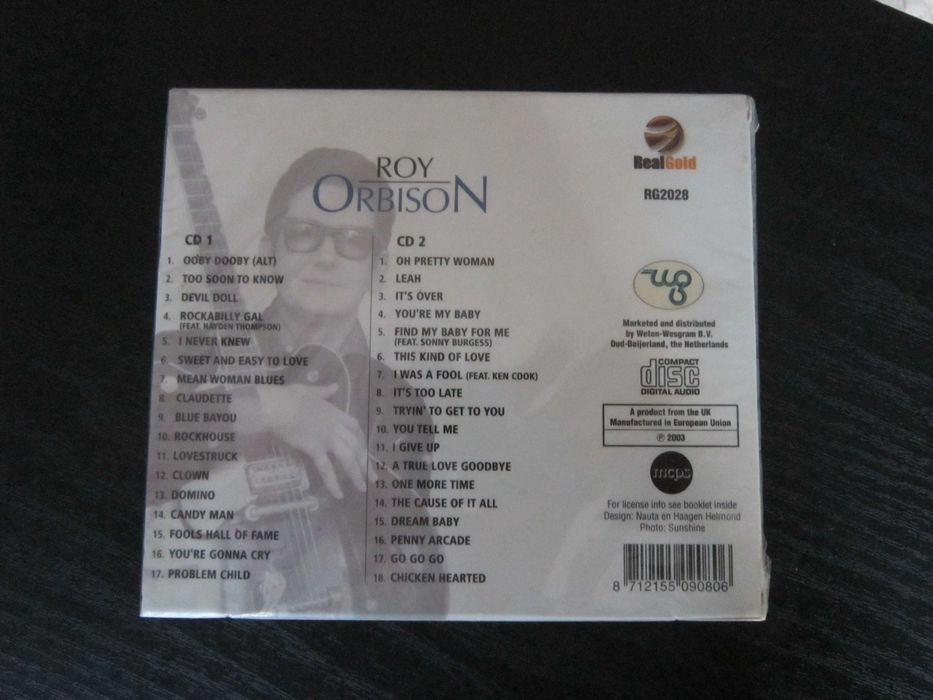 ROY
ORBISON
CD 1
1. OOBY DOOBY (ALT)
2. TOO SOON TO KNOW
3. DEVIL DOLL
4. ROCKABILLY GAL
(FEAT. HAYDEN THOMPSON)
5. I NEVER KNEW
6. SWEET AND EASY TO LOVE
7. MEAN WOMAN BLUES
8. CLAUDETTE
9. BLUE BAYOU
10. ROCKHOUSE
11. LOVESTRUCK
12. CLOWN
13. DOMINO
14. CANDY MAN
15. FOOLS HALL OF FAME
16. YOU'RE GONNA CRY
17. PROBLEM CHILD
CD 2
1. OH PRETTY WOMAN
2. LEAH
3. IT'S OVER
4. YOU'RE MY BABY
5. FIND MY BABY FOR ME
(FEAT. SONNY BURGESS)
6. THIS KIND OF LOVE
7. I WAS A FOOL (FEAT. KEN COOK)
8. IT'S TOO LATE
9. TRYIN' TO GET TO YOU
10. YOU TELL ME
11. I GIVE UP
12. A TRUE LOVE GOODBYE
13. ONE MORE TIME
14. THE CAUSE OF IT ALL
15. DREAM BABY
16. PENNY ARCADE
17. GO GO GO
18. CHICKEN HEARTED
RealGold
RG2028
wg
Marketed and distributed
by Weton-Wesgram B.V.
Oud-Beijerland, the Netherlands
COMPACT
disc
DIGITAL AUDIO
A product from the UK
Manufactured in European Union
℗ 2003
mcps
For license info see booklet inside
Design: Nauta en Haagen Helmond
Photo: Sunshine
8 712155 090806